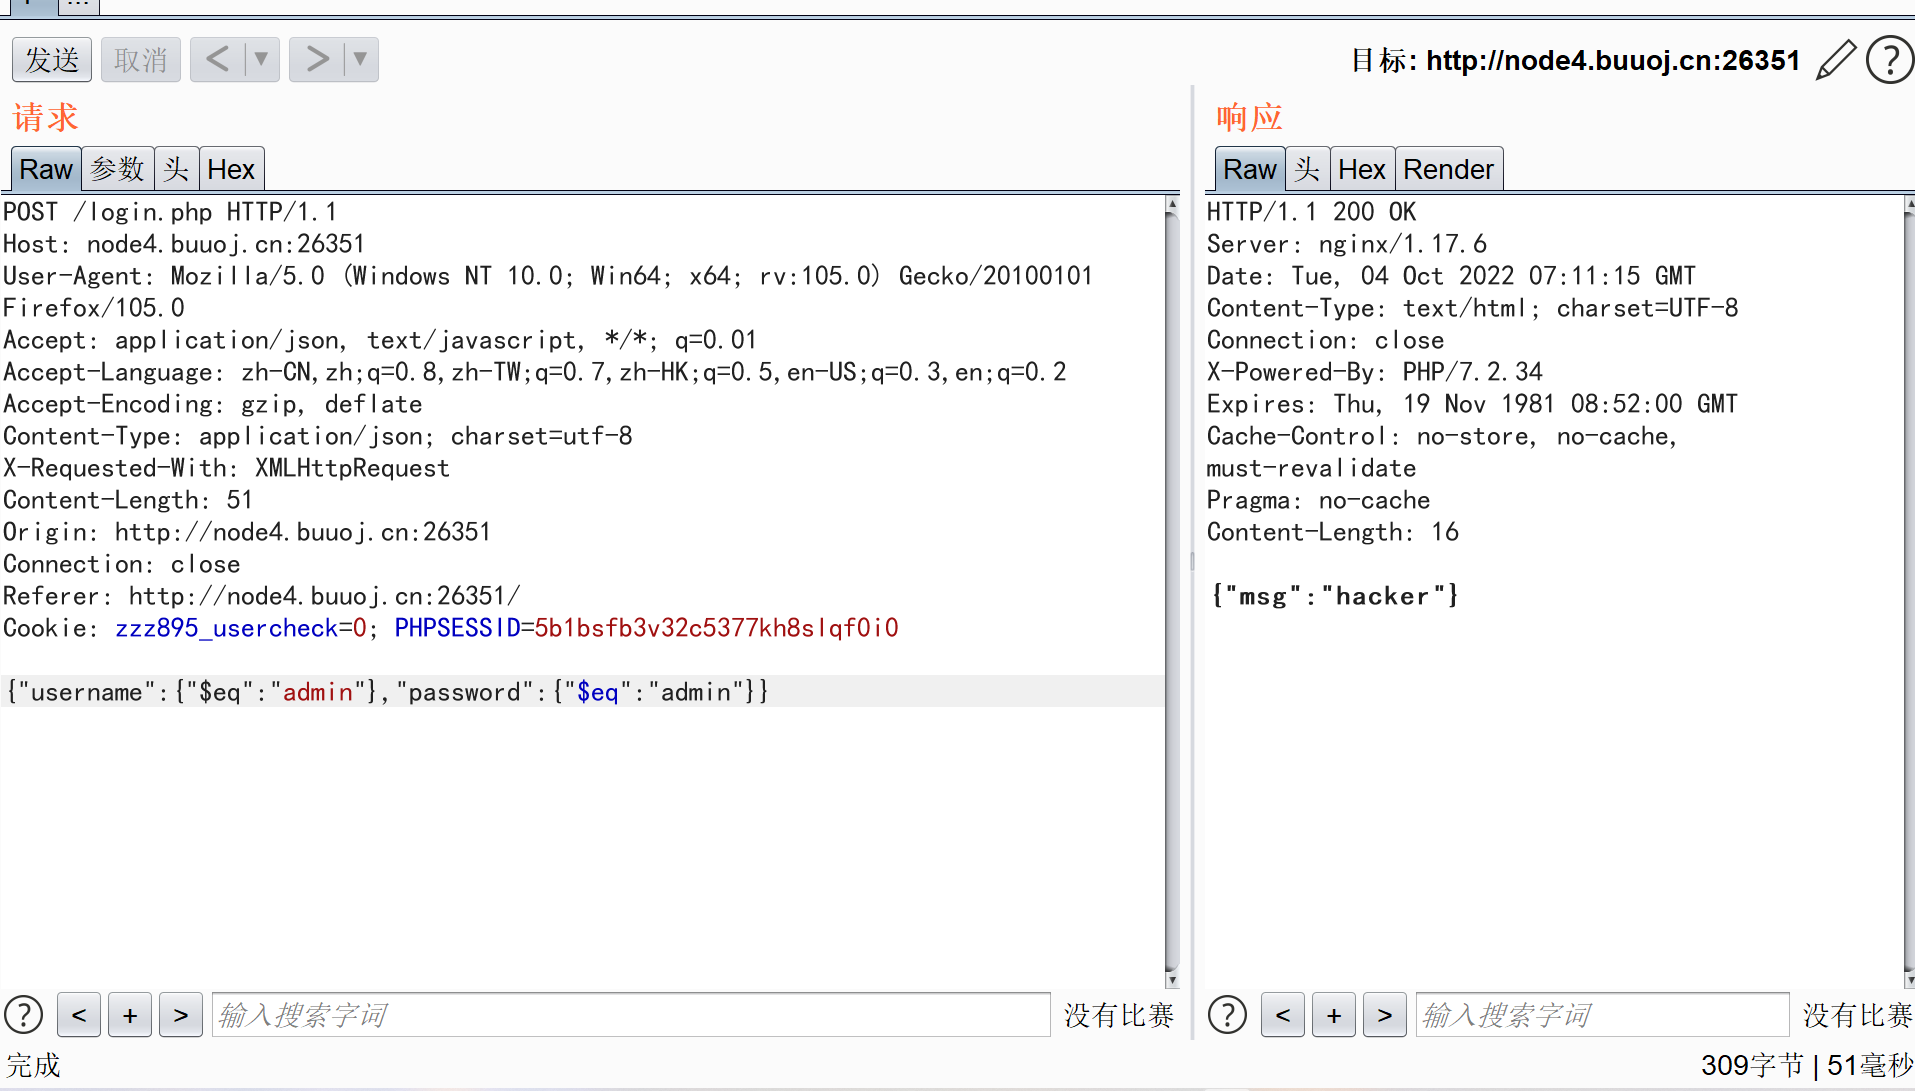 ...
发送 取消 < ▼ > ▼
目标: http://node4.buuoj.cn:26351
?
请求
Raw 参数 头 Hex
POST /login.php HTTP/1.1
Host: node4.buuoj.cn:26351
User-Agent: Mozilla/5.0 (Windows NT 10.0; Win64; x64; rv:105.0) Gecko/20100101
Firefox/105.0
Accept: application/json, text/javascript, */*; q=0.01
Accept-Language: zh-CN,zh;q=0.8,zh-TW;q=0.7,zh-HK;q=0.5,en-US;q=0.3,en;q=0.2
Accept-Encoding: gzip, deflate
Content-Type: application/json; charset=utf-8
X-Requested-With: XMLHttpRequest
Content-Length: 51
Origin: http://node4.buuoj.cn:26351
Connection: close
Referer: http://node4.buuoj.cn:26351/
Cookie: zzz895_usercheck=0; PHPSESSID=5b1bsfb3v32c5377kh8slqf0i0
{"username":{"$eq":"admin"},"password":{"$eq":"admin"}}
? < + > 输入搜索字词 没有比赛
响应
Raw 头 Hex Render
HTTP/1.1 200 OK
Server: nginx/1.17.6
Date: Tue, 04 Oct 2022 07:11:15 GMT
Content-Type: text/html; charset=UTF-8
Connection: close
X-Powered-By: PHP/7.2.34
Expires: Thu, 19 Nov 1981 08:52:00 GMT
Cache-Control: no-store, no-cache,
must-revalidate
Pragma: no-cache
Content-Length: 16
{"msg":"hacker"}
? < + > 输入搜索字词 没有比赛
完成
309字节 | 51毫秒